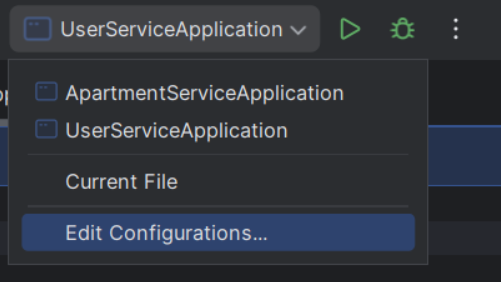 UserServiceApplication
ApartmentServiceApplication
UserServiceApplication
Current File
Edit Configurations...